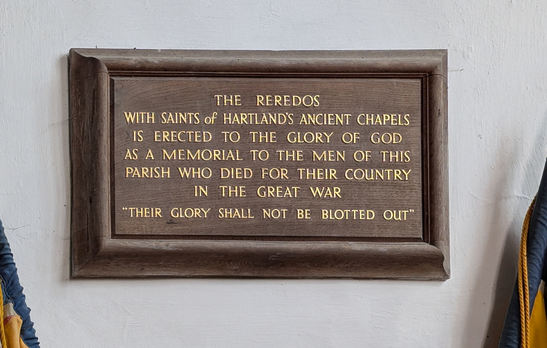 THE REREDOS
WITH SAINTS of HARTLAND'S ANCIENT CHAPELS
IS ERECTED TO THE GLORY OF GOD
AS A MEMORIAL TO THE MEN OF THIS
PARISH WHO DIED FOR THEIR COUNTRY
IN THE GREAT WAR
"THEIR GLORY SHALL NOT BE BLOTTED OUT"